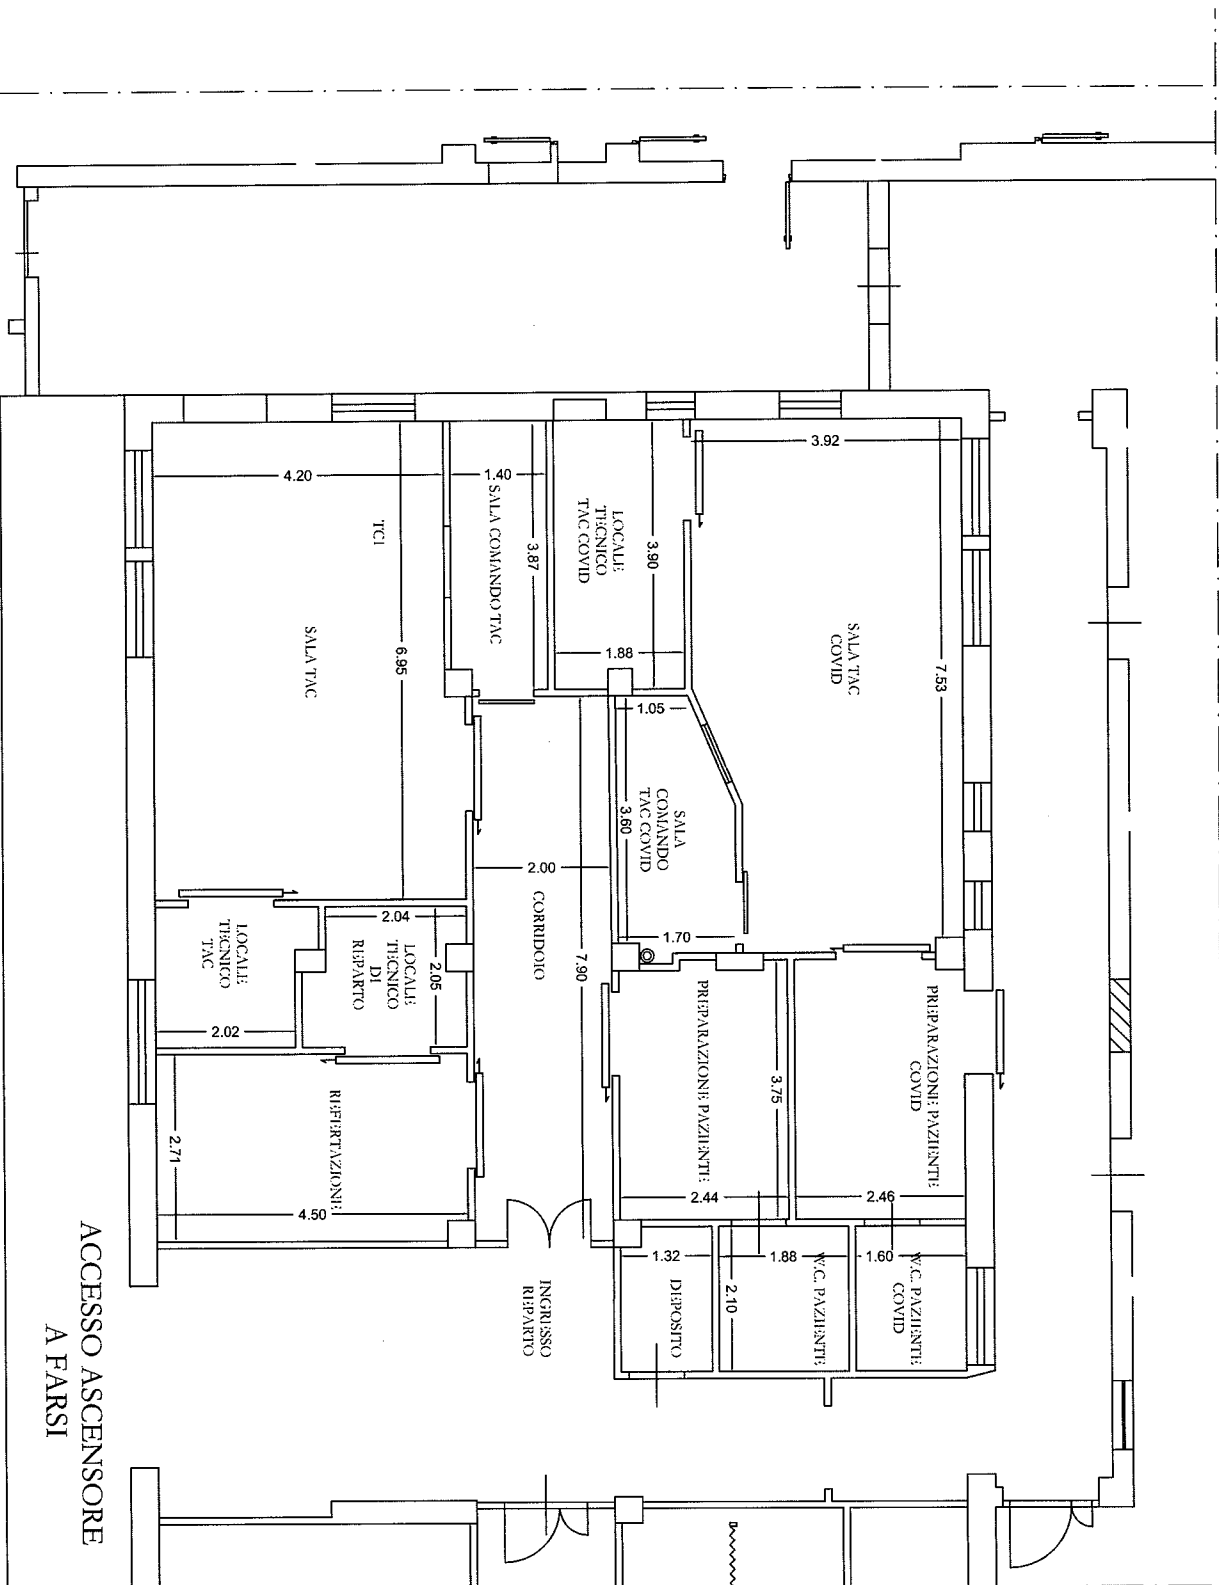 3.92
4.20
1.40
SALA COMANDO TAC
3.87
LOCALE
TECNICO
TAC COVID
3.90
1.88
TC1
SALA TAC
6.95
SALA TAC
COVID
7.53
1.05
3.60
SALA
COMANDO
TAC COVID
1.70
2.00
CORRIDOIO
7.90
2.04
2.05
LOCALE
TECNICO
DI
REPARTO
LOCALE
TECNICO
TAC
2.02
PREPARAZIONE PAZIENTE
3.75
2.44
PREPARAZIONE PAZIENTE
COVID
2.46
REFERTAZIONE
2.71
4.50
1.32
DEPOSITO
1.88
2.10
W.C. PAZIENTE
1.60
W.C. PAZIENTE
COVID
INGRESSO
REPARTO
ACCESSO ASCENSORE
A FARSI